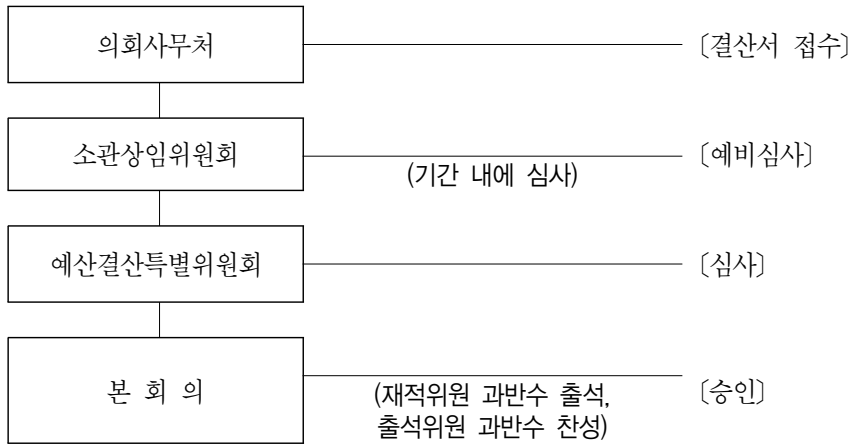 의회사무처 〔결산서 접수〕
소관상임위원회 (기간 내에 심사) 〔예비심사〕
예산결산특별위원회 〔심사〕
본 회 의 (재적위원 과반수 출석, 〔승인〕
출석위원 과반수 찬성)